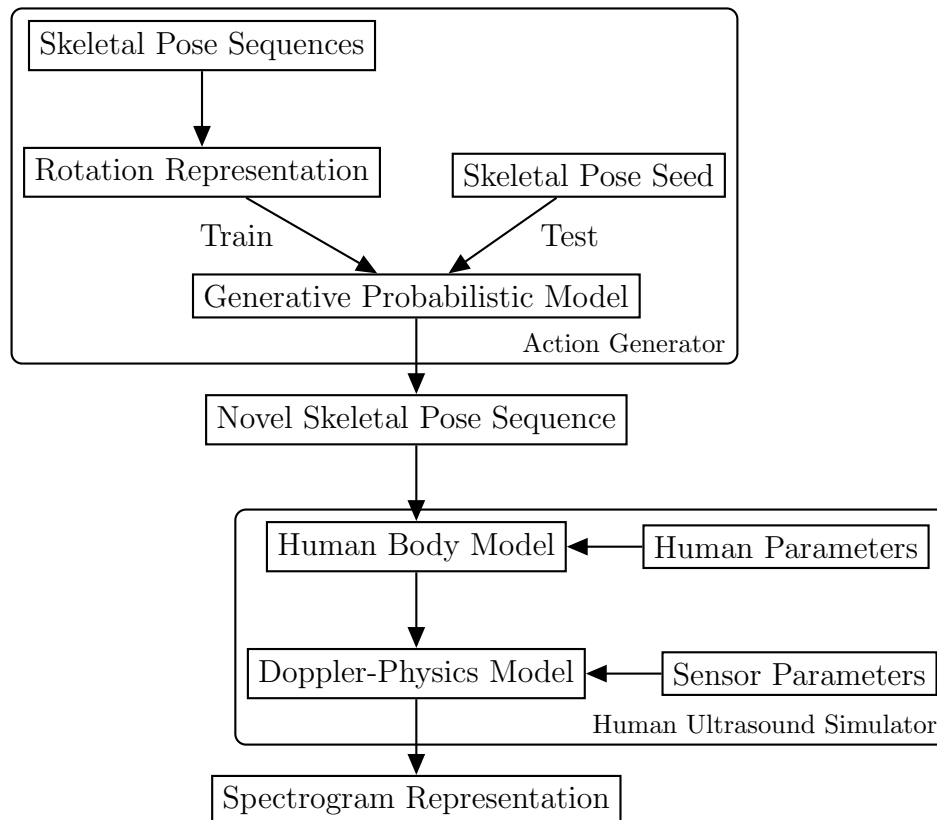 Skeletal Pose Sequences
Rotation Representation
Skeletal Pose Seed
Train
Test
Generative Probabilistic Model
Action Generator
Novel Skeletal Pose Sequence
Human Body Model
Human Parameters
Doppler-Physics Model
Sensor Parameters
Human Ultrasound Simulator
Spectrogram Representation